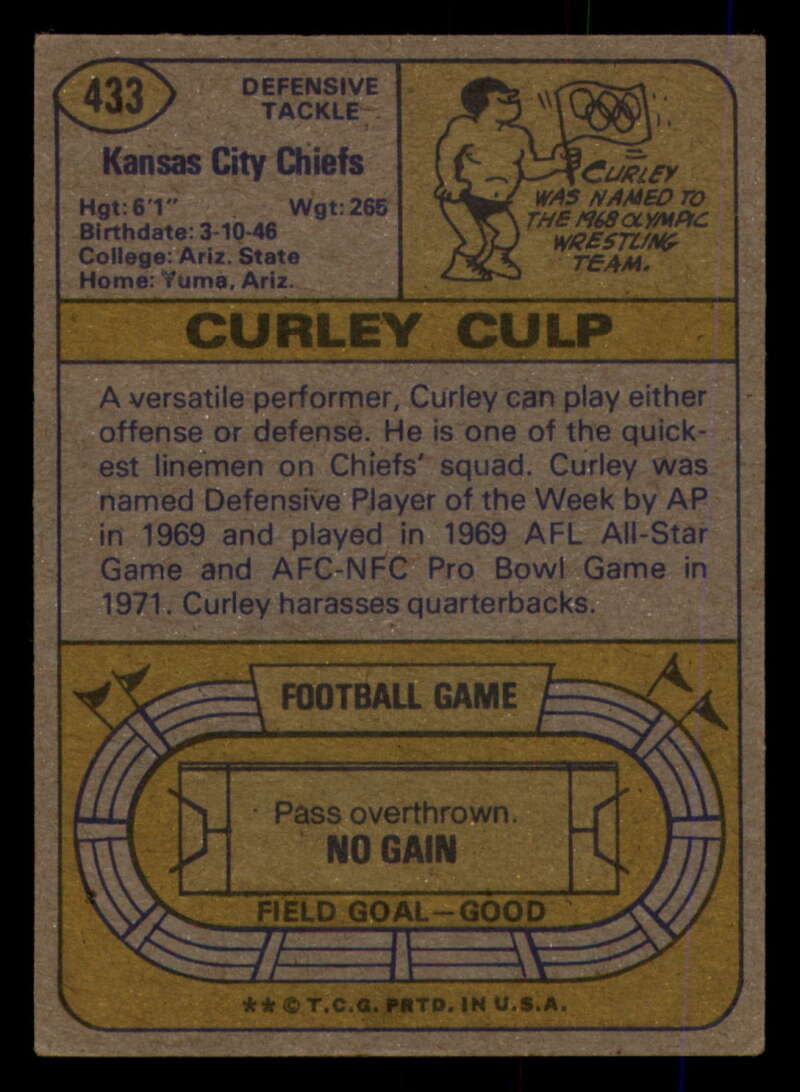 433
DEFENSIVE
TACKLE
Kansas City Chiefs
Hgt: 6'1" Wgt: 265
Birthdate: 3-10-46
College: Ariz. State
Home: Yuma, Ariz.
CURLEY
WAS NAMED TO
THE 1968 OLYMPIC
WRESTLING
TEAM.
CURLEY CULP
A versatile performer, Curley can play either
offense or defense. He is one of the quick-
est linemen on Chiefs' squad. Curley was
named Defensive Player of the Week by AP
in 1969 and played in 1969 AFL All-Star
Game and AFC-NFC Pro Bowl Game in
1971. Curley harasses quarterbacks.
FOOTBALL GAME
Pass overthrown.
NO GAIN
FIELD GOAL—GOOD
** © T.C.G. PRTD. IN U.S.A.